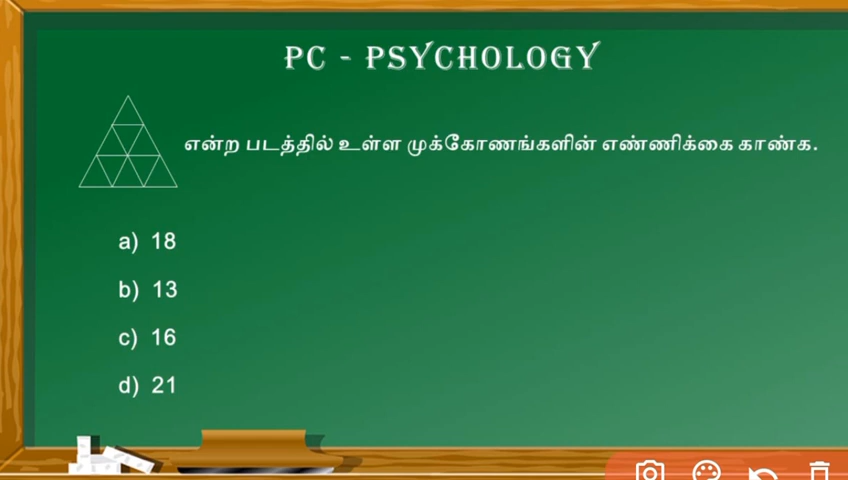 PC - PSYCHOLOGY
என்ற படத்தில் உள்ள முக்கோணங்களின் எண்ணிக்கை காண்க.
a) 18
b) 13
c) 16
d) 21